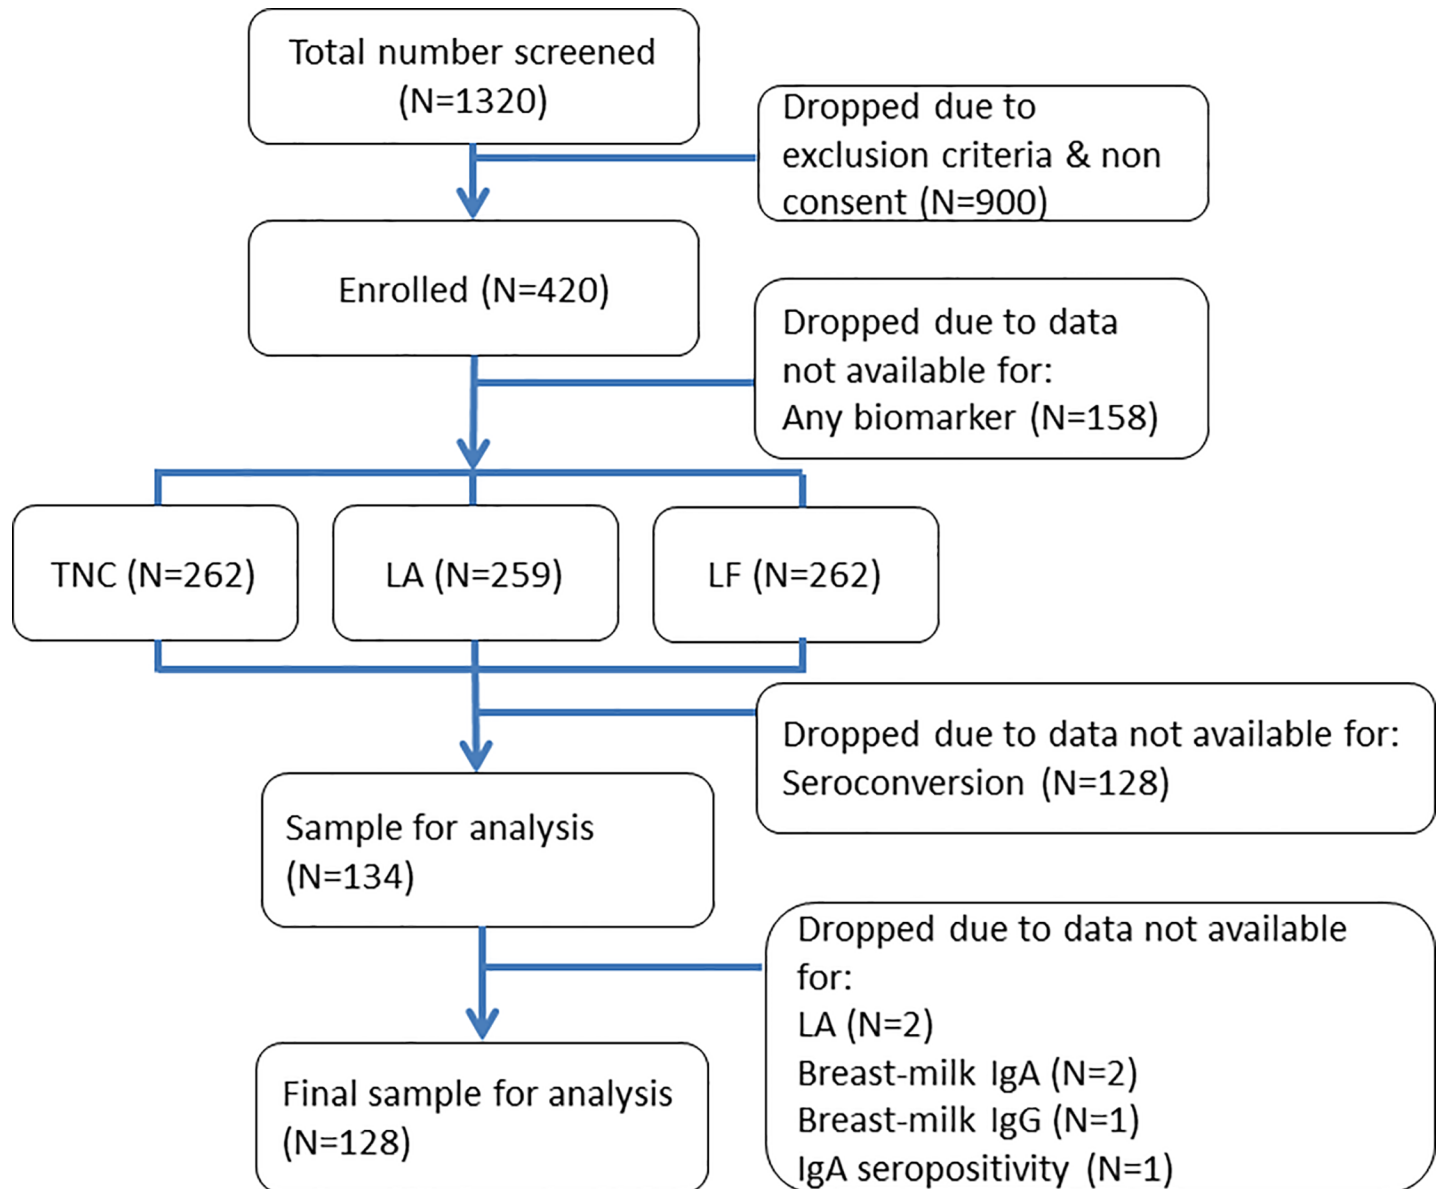 Total number screened
(N=1320)
Dropped due to
exclusion criteria & non
consent (N=900)
Enrolled (N=420)
Dropped due to data
not available for:
Any biomarker (N=158)
TNC (N=262)
LA (N=259)
LF (N=262)
Dropped due to data not available for:
Seroconversion (N=128)
Sample for analysis
(N=134)
Dropped due to data not available
for:
LA (N=2)
Breast-milk IgA (N=2)
Breast-milk IgG (N=1)
IgA seropositivity (N=1)
Final sample for analysis
(N=128)